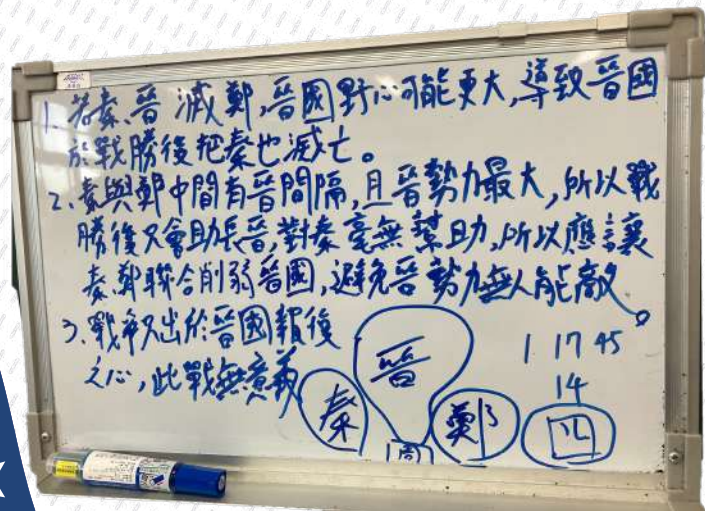 1. 若秦、晉滅鄭,晉國野心可能更大,導致晉國
於戰勝後把秦也滅亡。
2. 秦與鄭中間有晉間隔,且晉勢力最大,所以戰
勝後只會助長晉,對秦毫無幫助,所以應讓
秦、鄭聯合削弱晉國,避免晉勢力無人能敵。
3. 戰爭只出於晉國報復
之心,此戰無意義
晉
秦
周
鄭
1 17 45
14
四